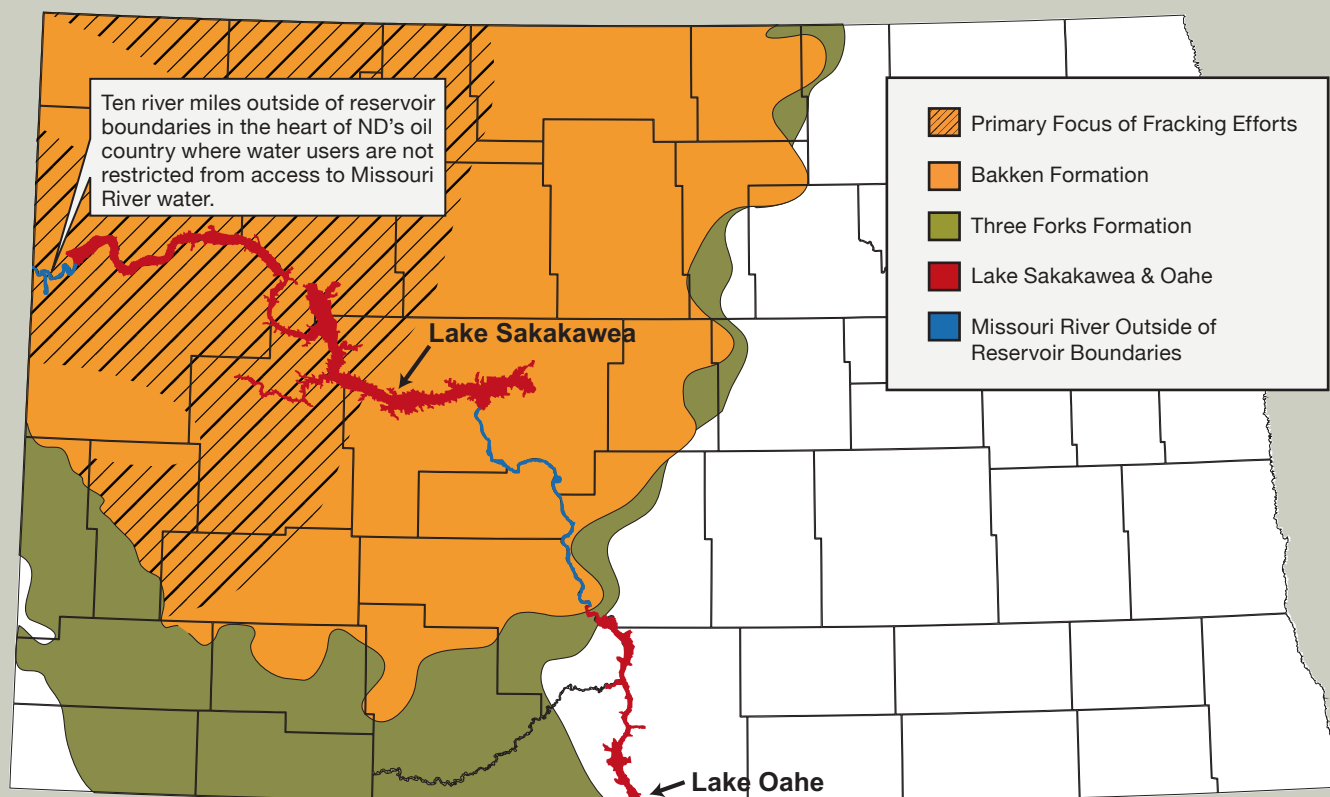 Ten river miles outside of reservoir
boundaries in the heart of ND's oil
country where water users are not
restricted from access to Missouri
River water.
Primary Focus of Fracking Efforts
Bakken Formation
Three Forks Formation
Lake Sakakawea & Oahe
Missouri River Outside of
Reservoir Boundaries
Lake Sakakawea
Lake Oahe